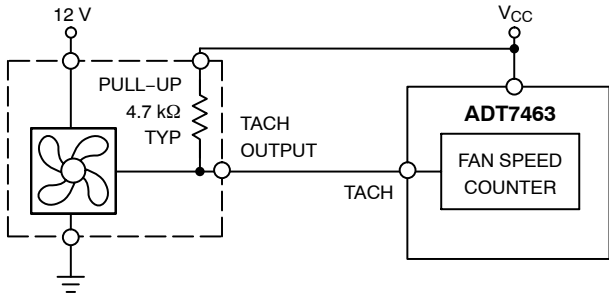 12 V
VCC
PULL–UP
4.7 kΩ
TYP
TACH
OUTPUT
TACH
ADT7463
FAN SPEED
COUNTER